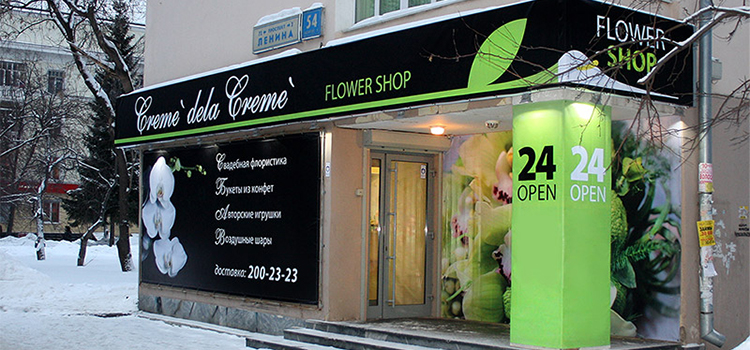 ПРОСПЕКТ
ЛЕНИНА
54
Creme` dela Creme`
FLOWER SHOP
FLOWER
SHOP
Свадебная флористика
Букеты из конфет
Авторские игрушки
Воздушные шары
доставка: 200-23-23
24
OPEN
24
OPEN